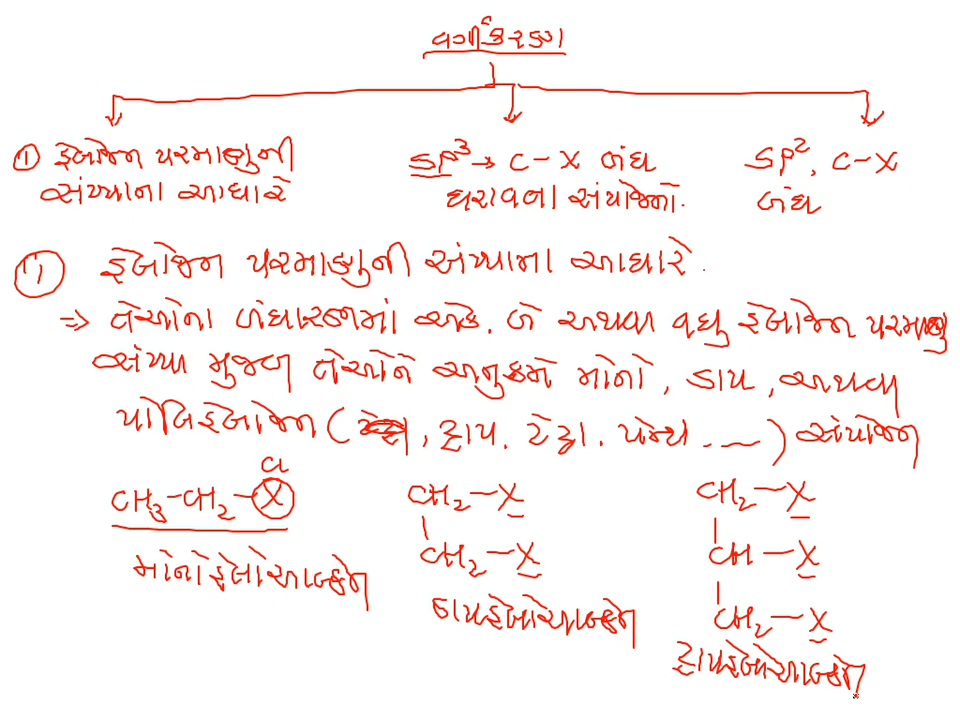 વર્ગીકરણ
① હેલોજન પરમાણુની
સંખ્યાના આધારે
SP³ → C – X બંધ
ધરાવતા સંયોજનો.
SP², C – X
બંધ
① હેલોજન પરમાણુની સંખ્યાના આધારે.
⇒ તેઓના બંધારણમાં એક, બે અથવા વધુ હેલોજન પરમાણુ
સંખ્યા મુજબ તેઓને અનુક્રમે મોનો, ડાય, અથવા
પોલિહેલોજન ( , ટ્રાય, ટેટ્રા, પેન્ટા ... ) સંયોજન
Cl
CH₃–CH₂–X
મોનોહેલોઆલ્કેન
CH₂–X
|
CH₂–X
ડાયહેલોઆલ્કેન
CH₂–X
|
CH–X
|
CH₂–X
ટ્રાયહેલોઆલ્કેન